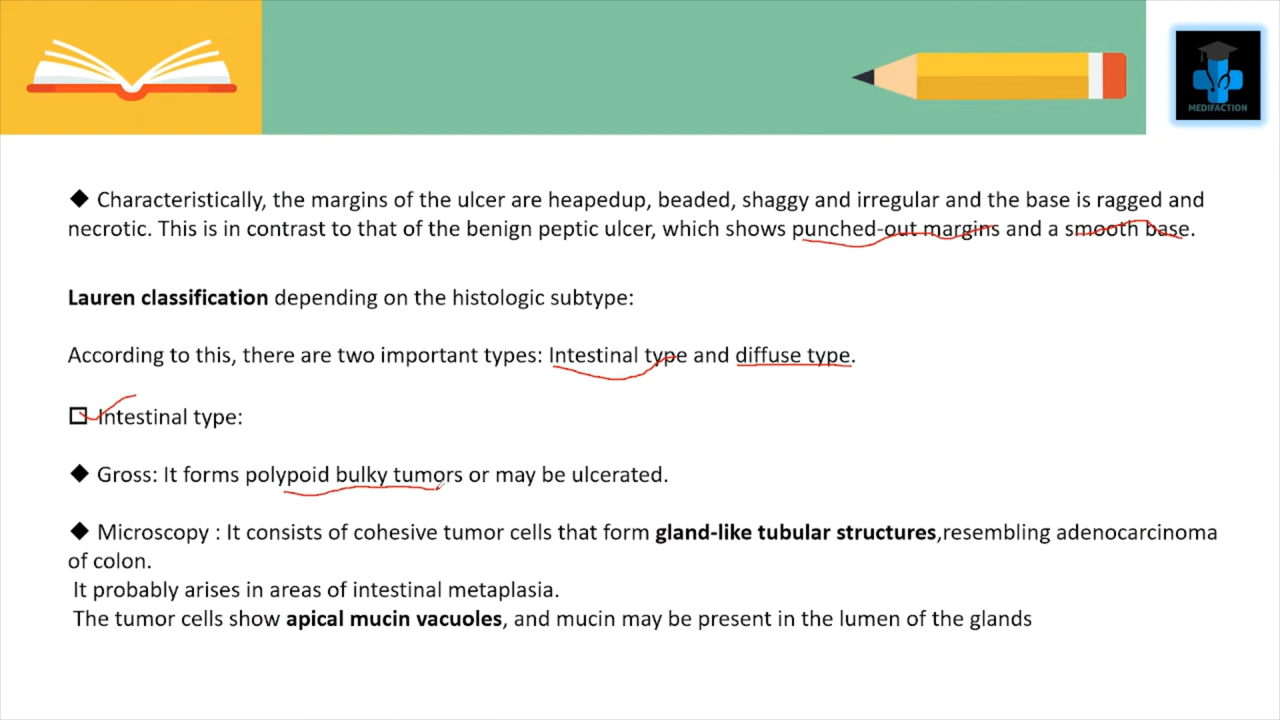 MEDIFACTION
◆ Characteristically, the margins of the ulcer are heapedup, beaded, shaggy and irregular and the base is ragged and
necrotic. This is in contrast to that of the benign peptic ulcer, which shows punched-out margins and a smooth base.
Lauren classification depending on the histologic subtype:
According to this, there are two important types: Intestinal type and diffuse type.
Intestinal type:
◆ Gross: It forms polypoid bulky tumors or may be ulcerated.
◆ Microscopy : It consists of cohesive tumor cells that form gland-like tubular structures,resembling adenocarcinoma
of colon.
It probably arises in areas of intestinal metaplasia.
The tumor cells show apical mucin vacuoles, and mucin may be present in the lumen of the glands